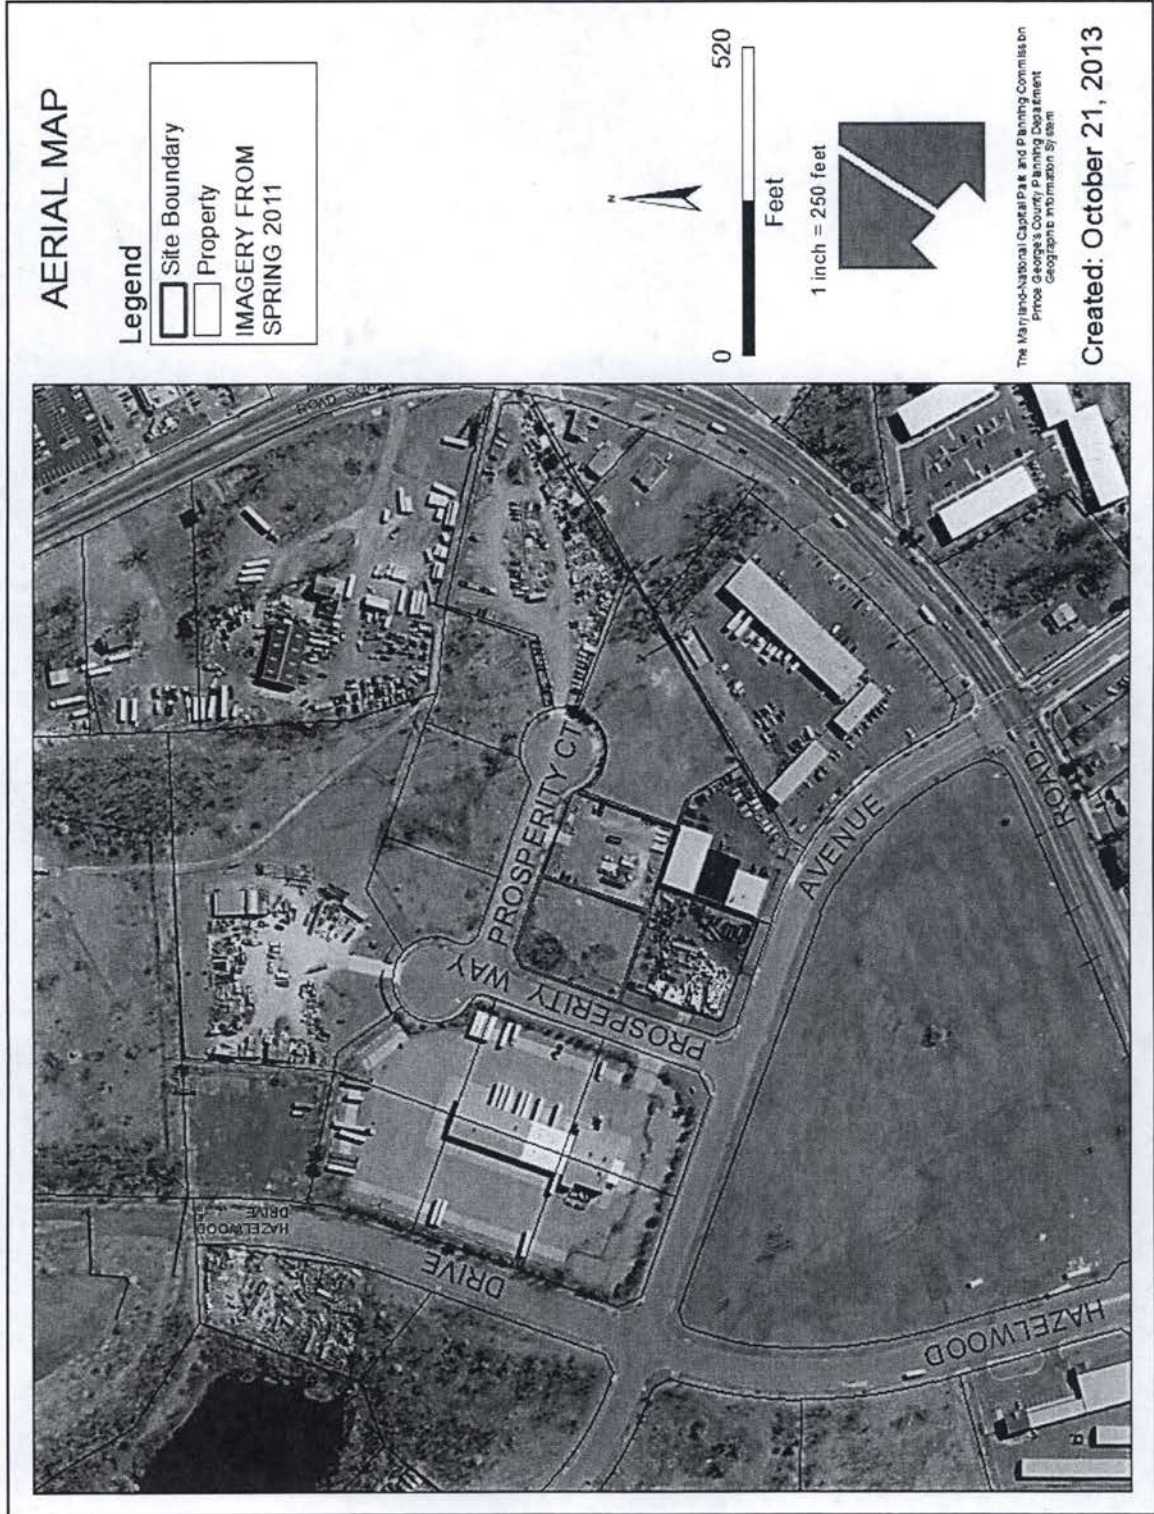 AERIAL MAP
Legend
Site Boundary
Property
IMAGERY FROM
SPRING 2011
N
0
520
Feet
1 inch = 250 feet
The Maryland-National Capital Park and Planning Commission
Prince George's County Planning Department
Geographic Information System
Created: October 21, 2013
ROAD
PROSPERITY CT
PROSPERITY WAY
AVENUE
ROAD
HAZELWOOD
DRIVE
DRIVE
HAZELWOOD